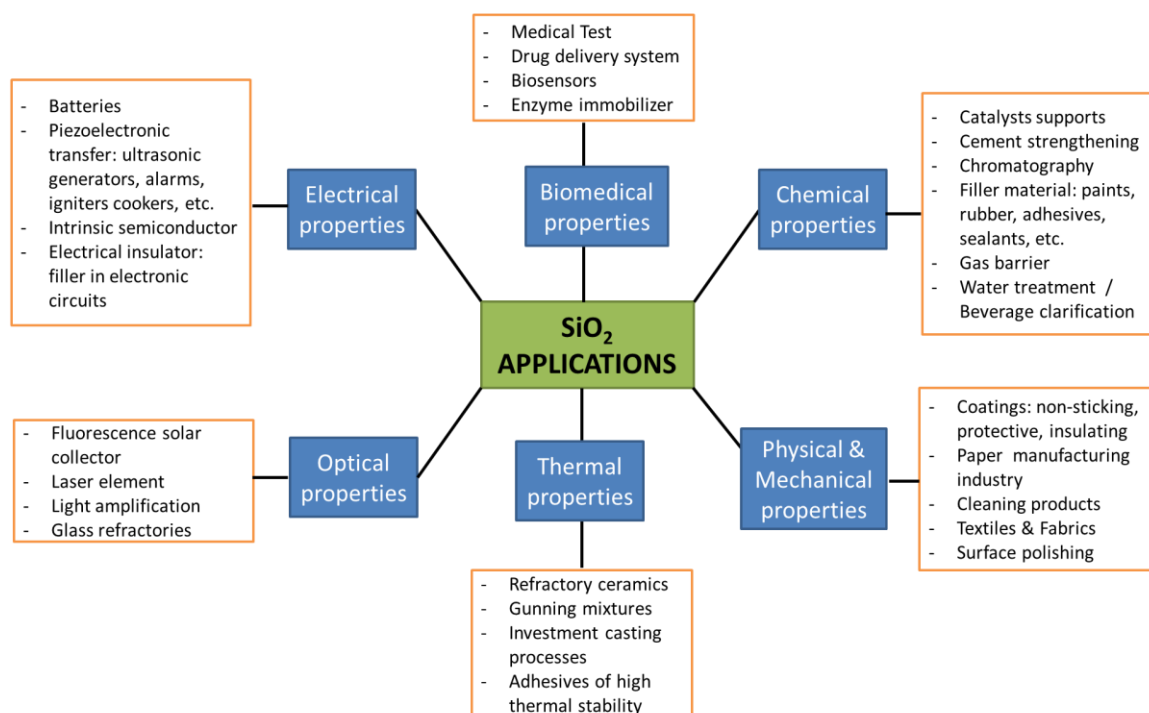 - Medical Test
- Drug delivery system
- Biosensors
- Enzyme immobilizer
- Batteries
- Piezoelectronic
transfer: ultrasonic
generators, alarms,
igniters cookers, etc.
- Intrinsic semiconductor
- Electrical insulator:
filler in electronic
circuits
Electrical
properties
Biomedical
properties
Chemical
properties
- Catalysts supports
- Cement strengthening
- Chromatography
- Filler material: paints,
rubber, adhesives,
sealants, etc.
- Gas barrier
- Water treatment /
Beverage clarification
SiO₂
APPLICATIONS
- Fluorescence solar
collector
- Laser element
- Light amplification
- Glass refractories
Optical
properties
Thermal
properties
Physical &
Mechanical
properties
- Coatings: non-sticking,
protective, insulating
- Paper manufacturing
industry
- Cleaning products
- Textiles & Fabrics
- Surface polishing
- Refractory ceramics
- Gunning mixtures
- Investment casting
processes
- Adhesives of high
thermal stability